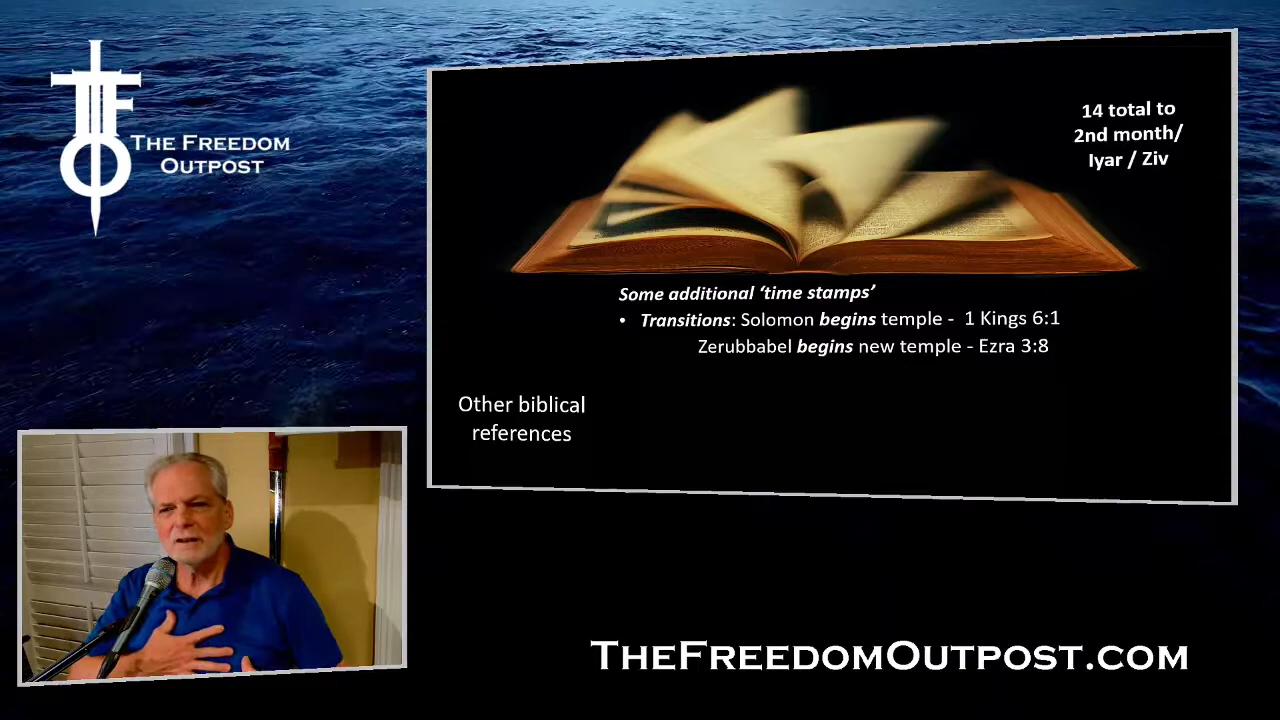 The Freedom
Outpost
14 total to
2nd month/
Iyar / Ziv
Some additional ‘time stamps’
• Transitions: Solomon begins temple - 1 Kings 6:1
Zerubbabel begins new temple - Ezra 3:8
Other biblical
references
TheFreedomOutpost.com